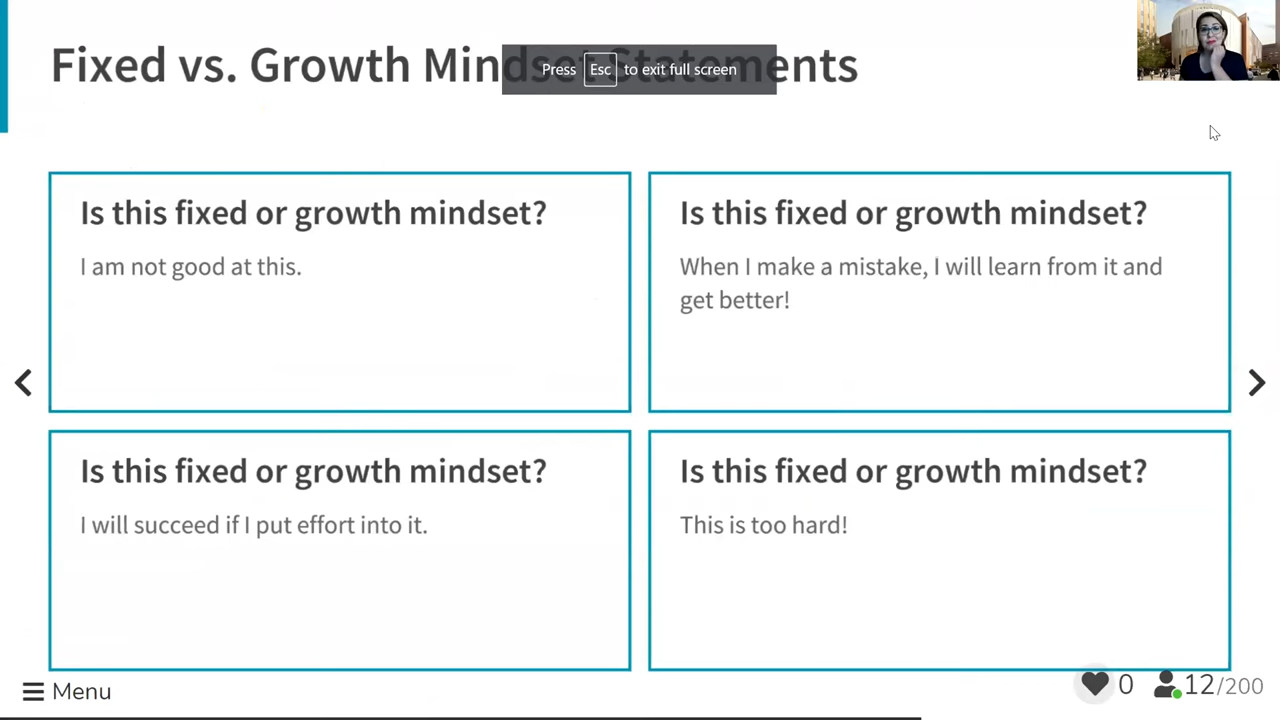 Fixed vs. Growth Mindset Statements
Press Esc to exit full screen
Is this fixed or growth mindset?
I am not good at this.
Is this fixed or growth mindset?
When I make a mistake, I will learn from it and
get better!
Is this fixed or growth mindset?
I will succeed if I put effort into it.
Is this fixed or growth mindset?
This is too hard!
Menu
0
12/200